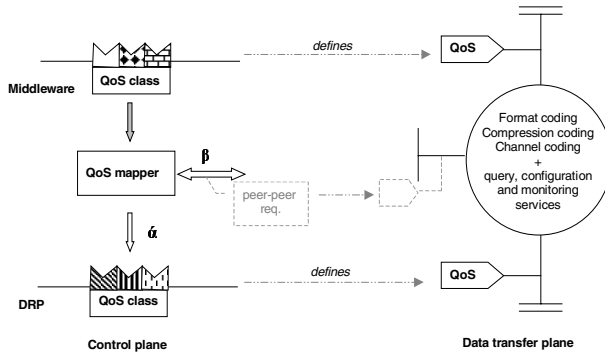 defines
QoS
QoS class
Middleware
Format coding
Compression coding
Channel coding
+
query, configuration
and monitoring
services
QoS mapper
β
peer-peer
req.
ά
defines
QoS
QoS class
DRP
Control plane
Data transfer plane